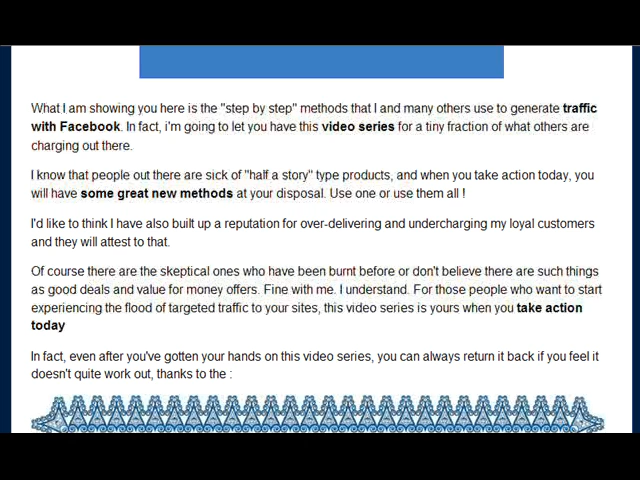 What I am showing you here is the "step by step" methods that I and many others use to generate traffic
with Facebook. In fact, i'm going to let you have this video series for a tiny fraction of what others are
charging out there.
I know that people out there are sick of "half a story" type products, and when you take action today, you
will have some great new methods at your disposal. Use one or use them all !
I'd like to think I have also built up a reputation for over-delivering and undercharging my loyal customers
and they will attest to that.
Of course there are the skeptical ones who have been burnt before or don't believe there are such things
as good deals and value for money offers. Fine with me. I understand. For those people who want to start
experiencing the flood of targeted traffic to your sites, this video series is yours when you take action
today
In fact, even after you've gotten your hands on this video series, you can always return it back if you feel it
doesn't quite work out, thanks to the :